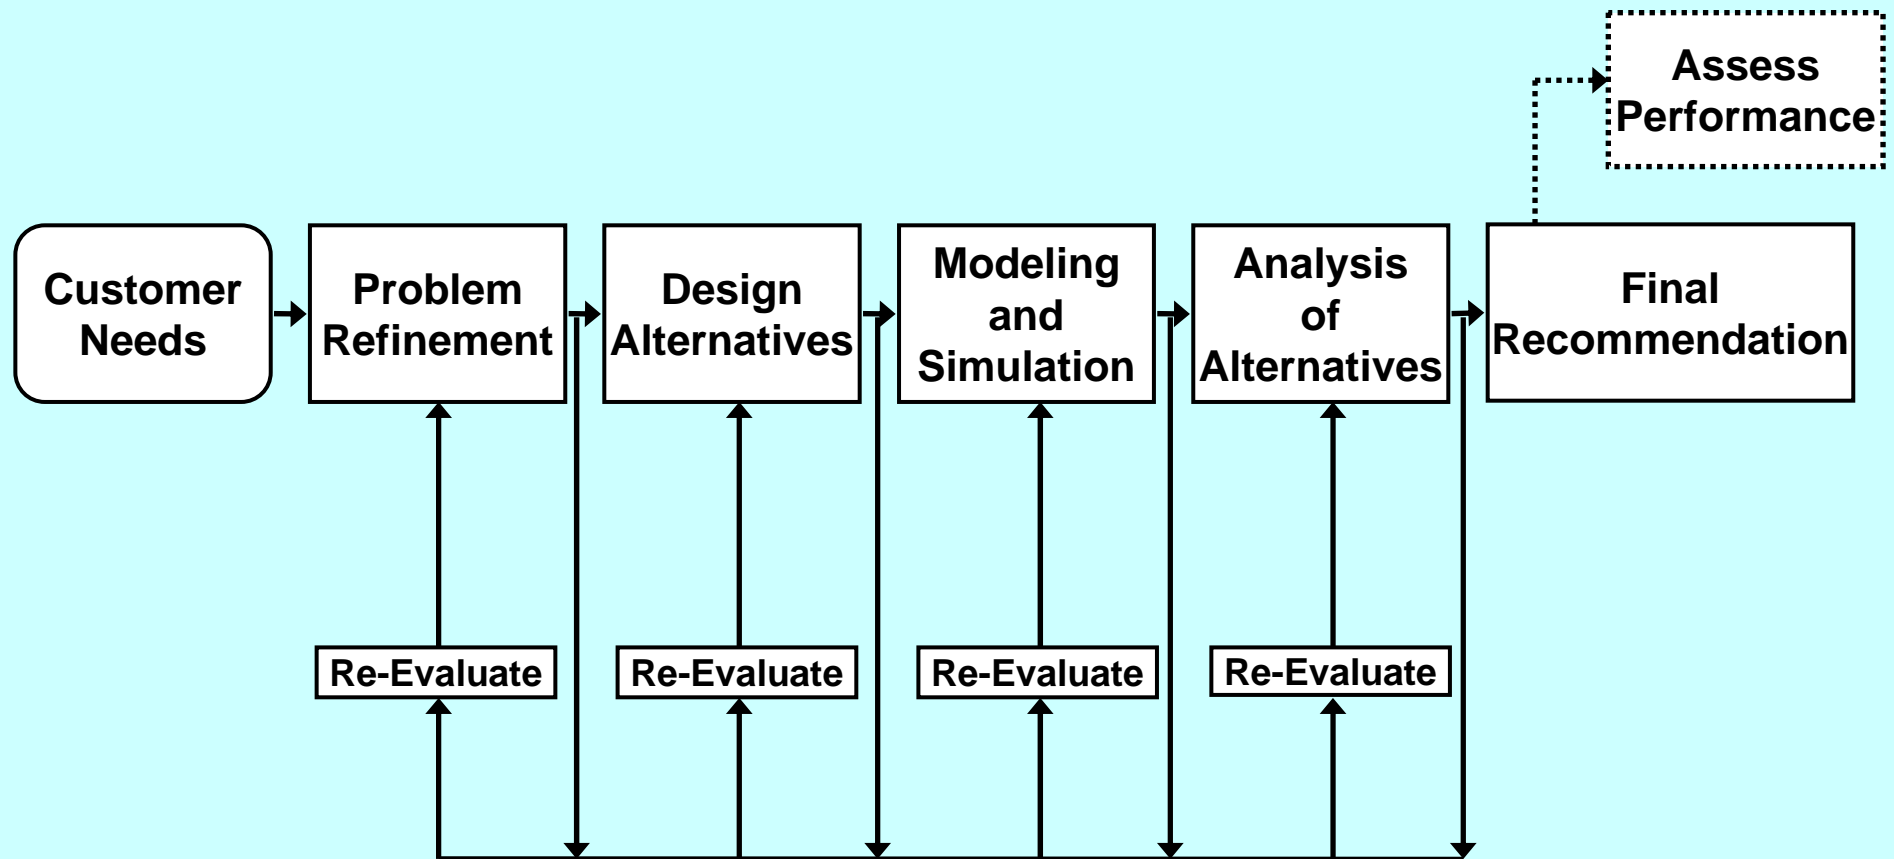 Assess
Performance
Customer
Needs
Problem
Refinement
Design
Alternatives
Modeling
and
Simulation
Analysis
of
Alternatives
Final
Recommendation
Re-Evaluate
Re-Evaluate
Re-Evaluate
Re-Evaluate